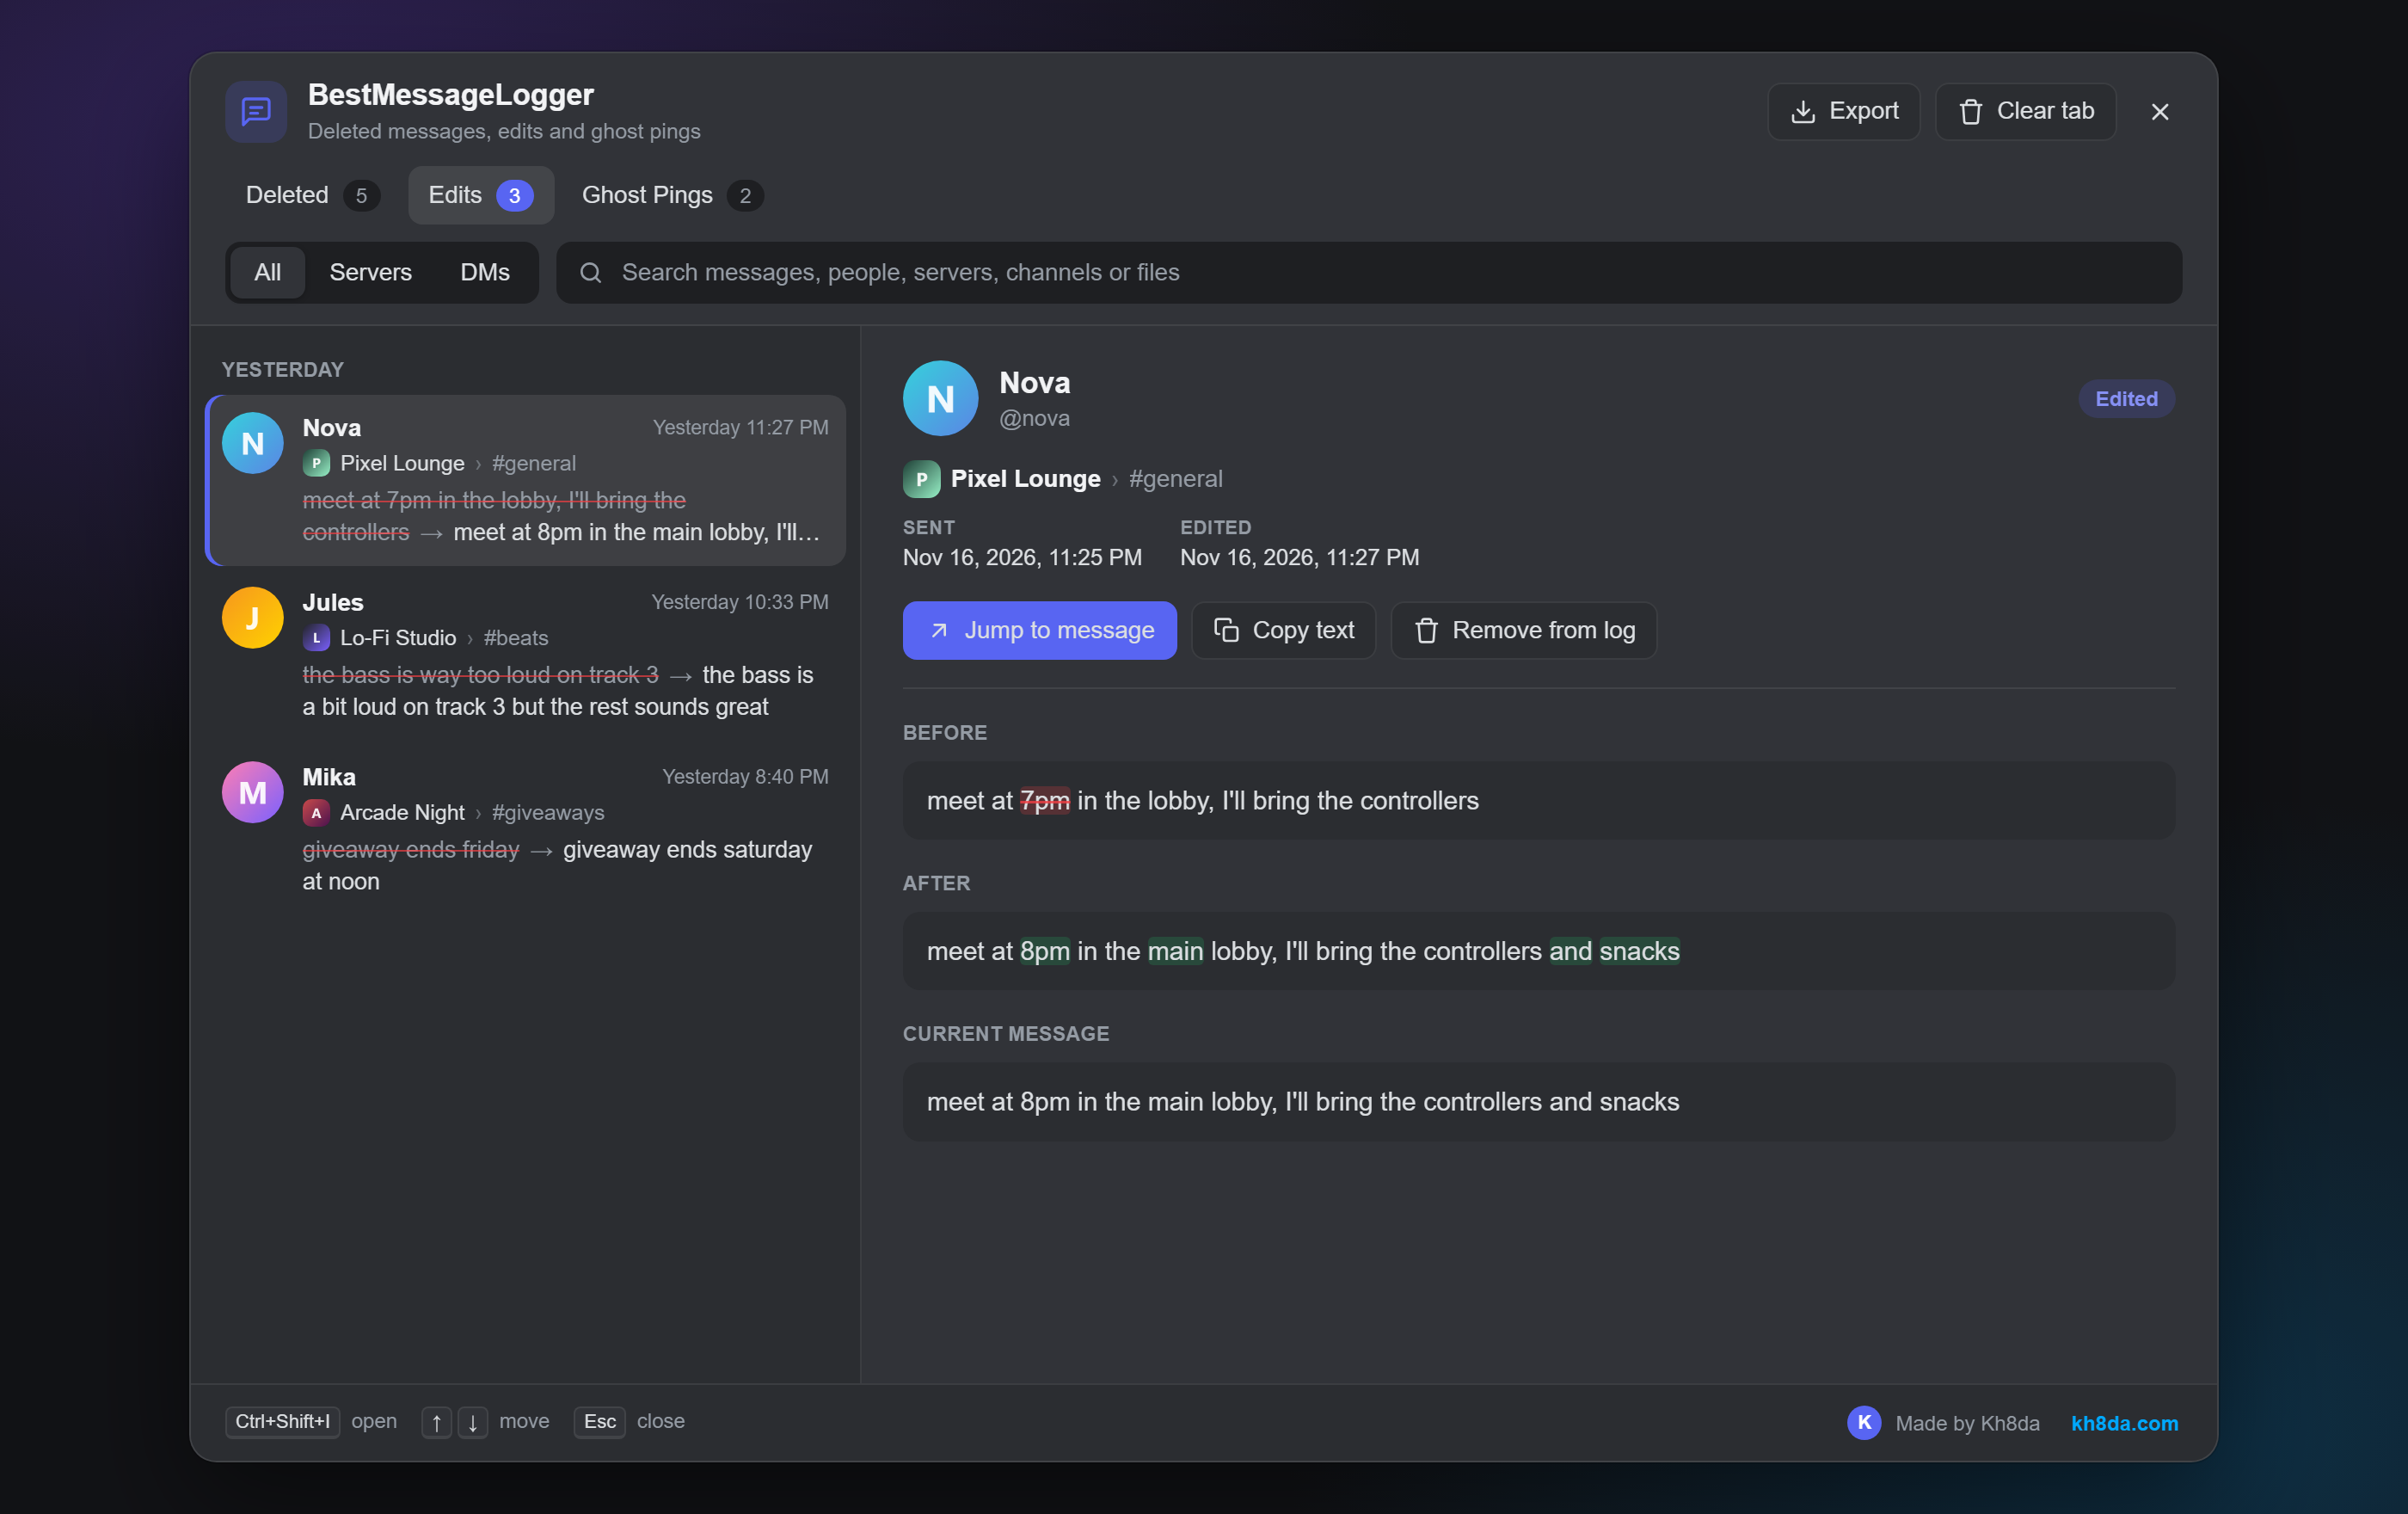 BestMessageLogger
Deleted messages, edits and ghost pings
Export
Clear tab
Deleted 5
Edits 3
Ghost Pings 2
All
Servers
DMs
Search messages, people, servers, channels or files
YESTERDAY
N
Nova
Yesterday 11:27 PM
P Pixel Lounge › #general
meet at 7pm in the lobby, I'll bring the
controllers → meet at 8pm in the main lobby, I'll…
J
Jules
Yesterday 10:33 PM
L Lo-Fi Studio › #beats
the bass is way too loud on track 3 → the bass is
a bit loud on track 3 but the rest sounds great
M
Mika
Yesterday 8:40 PM
A Arcade Night › #giveaways
giveaway ends friday → giveaway ends saturday
at noon
N
Nova
@nova
Edited
P Pixel Lounge › #general
SENT
Nov 16, 2026, 11:25 PM
EDITED
Nov 16, 2026, 11:27 PM
Jump to message
Copy text
Remove from log
BEFORE
meet at 7pm in the lobby, I'll bring the controllers
AFTER
meet at 8pm in the main lobby, I'll bring the controllers and snacks
CURRENT MESSAGE
meet at 8pm in the main lobby, I'll bring the controllers and snacks
Ctrl+Shift+I open ↑ ↓ move Esc close
K Made by Kh8da kh8da.com